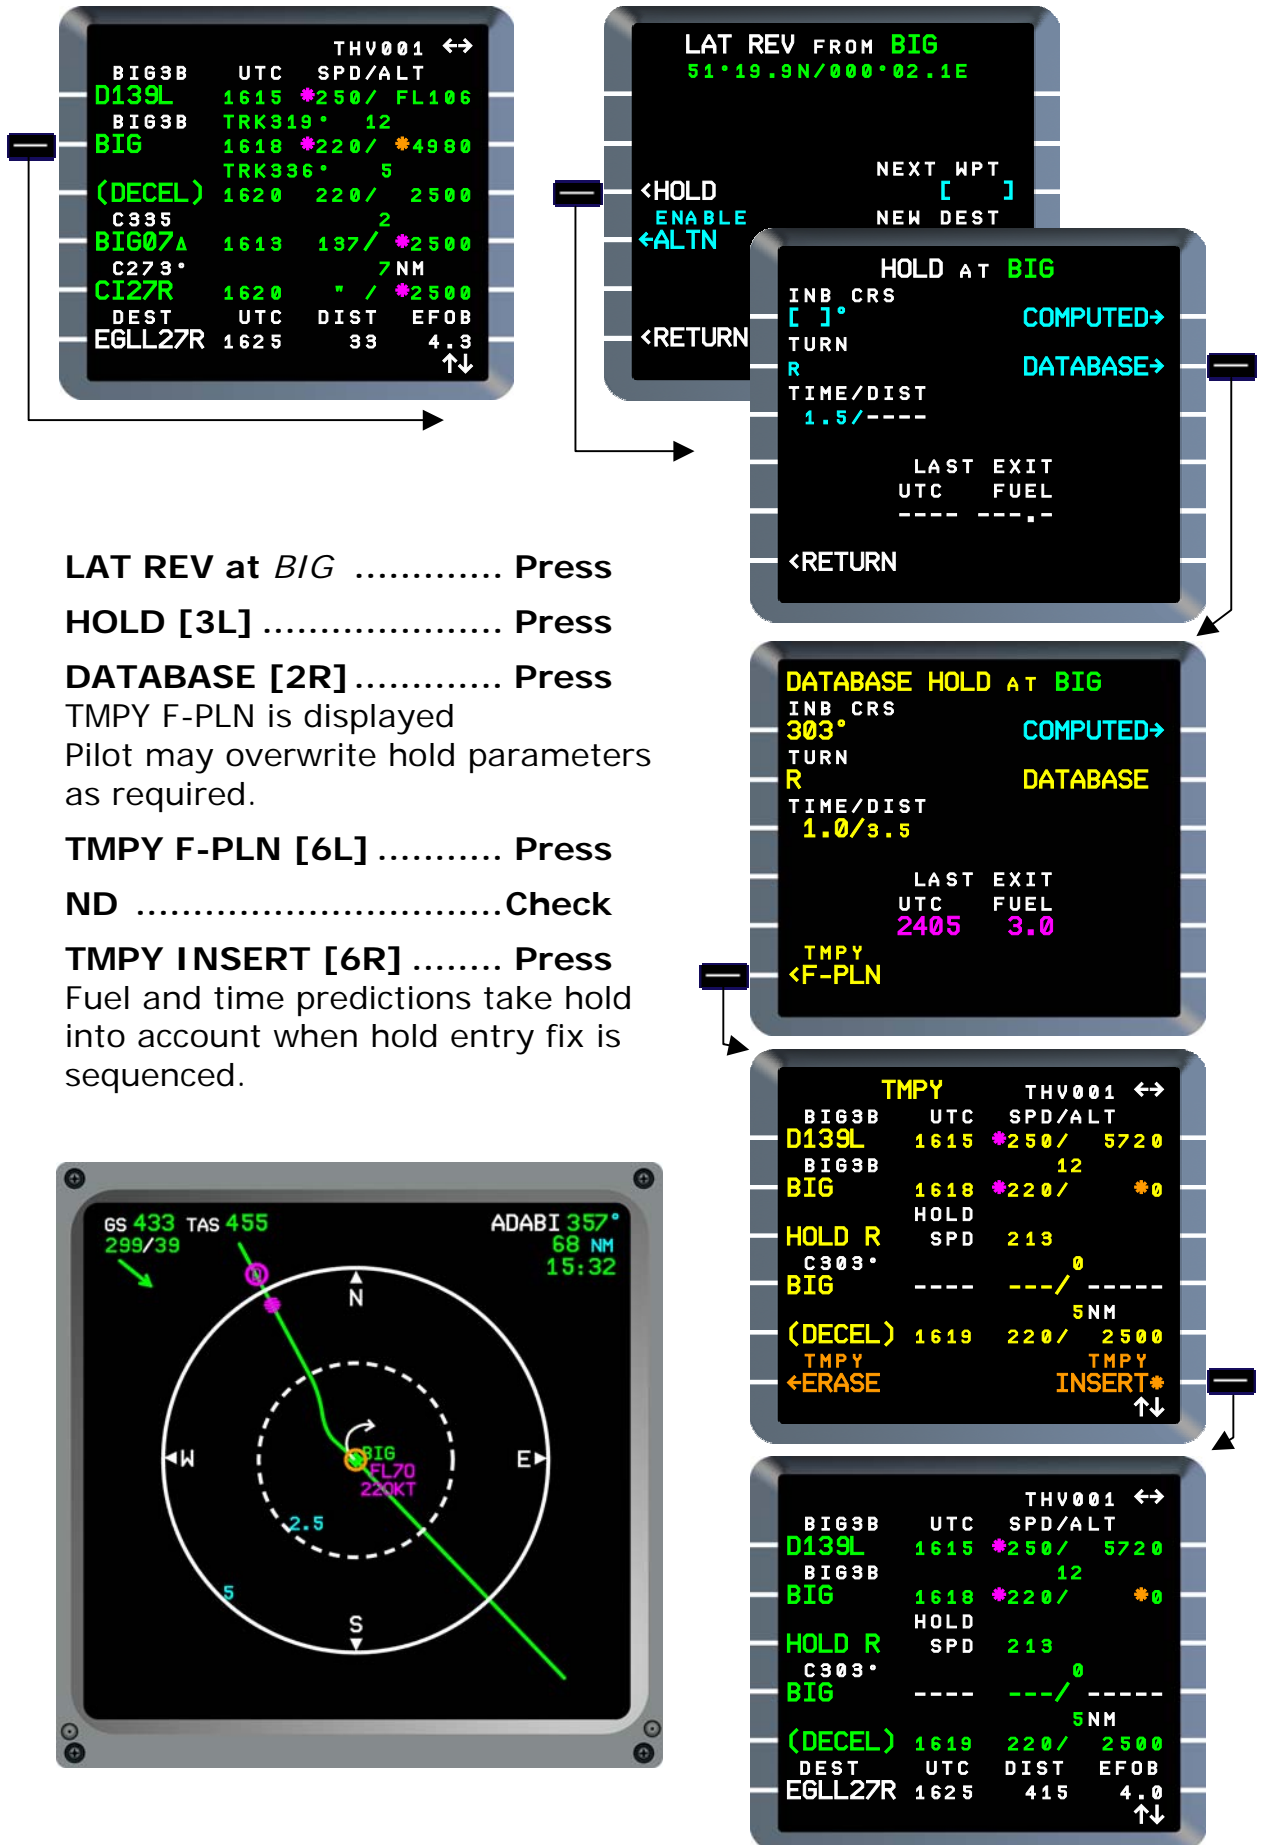 THV001 ↔
BIG3B UTC SPD/ALT
D139L 1615 *250/ FL106
BIG3B TRK319° 12
BIG 1618 *220/ *4980
TRK336° 5
(DECEL) 1620 220/ 2500
C335 2
BIG07∆ 1613 137/ *2500
C273° 7NM
CI27R 1620 " / *2500
DEST UTC DIST EFOB
EGLL27R 1625 33 4.3
↑↓
LAT REV FROM BIG
51°19.9N/000°02.1E
NEXT WPT
<HOLD [ ]
ENABLE NEW DEST
←ALTN
<RETURN
HOLD AT BIG
INB CRS
[ ]° COMPUTED→
TURN
R DATABASE→
TIME/DIST
1.5/----
LAST EXIT
UTC FUEL
---- ---.-
<RETURN
LAT REV at BIG ............. Press
HOLD [3L] ..................... Press
DATABASE [2R]............. Press
TMPY F-PLN is displayed
Pilot may overwrite hold parameters
as required.
TMPY F-PLN [6L] ........... Press
ND ................................Check
TMPY INSERT [6R] ........ Press
Fuel and time predictions take hold
into account when hold entry fix is
sequenced.
DATABASE HOLD AT BIG
INB CRS
303° COMPUTED→
TURN
R DATABASE
TIME/DIST
1.0/3.5
LAST EXIT
UTC FUEL
2405 3.0
TMPY
<F-PLN
TMPY THV001 ↔
BIG3B UTC SPD/ALT
D139L 1615 *250/ 5720
BIG3B 12
BIG 1618 *220/ *0
HOLD
HOLD R SPD 213
C303° 0
BIG ---- ---/ -----
5NM
(DECEL) 1619 220/ 2500
TMPY TMPY
←ERASE INSERT*
↑↓
GS 433 TAS 455 ADABI 357°
299/39 68 NM
15:32
N
W E
BIG
FL70
220KT
2.5
5
S
THV001 ↔
BIG3B UTC SPD/ALT
D139L 1615 *250/ 5720
BIG3B 12
BIG 1618 *220/ *0
HOLD
HOLD R SPD 213
C303° 0
BIG ---- ---/ -----
5NM
(DECEL) 1619 220/ 2500
DEST UTC DIST EFOB
EGLL27R 1625 415 4.0
↑↓